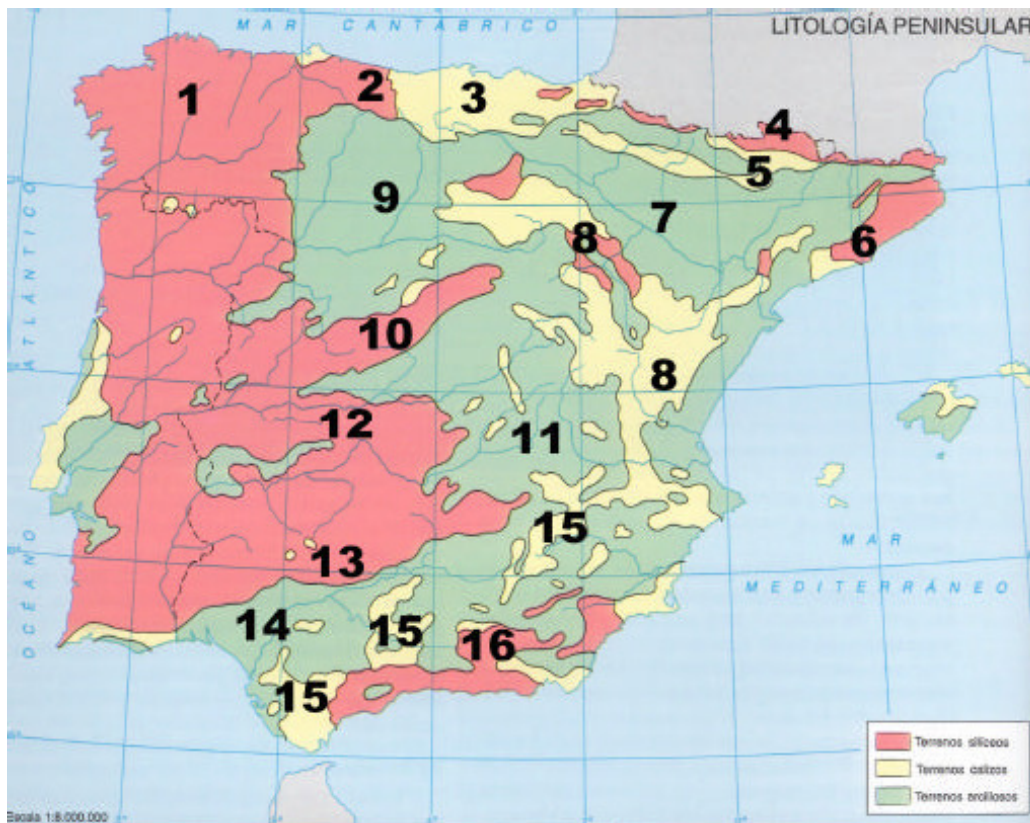 MAR CANTÁBRICO
LITOLOGÍA PENINSULAR
1
2
3
4
5
9
7
8
6
ATLÁNTICO
10
8
12
11
15
MAR
13
MEDITERRÁNEO
OCEANO
14
15
16
15
Terrenos silíceos
Terrenos calizos
Terrenos arcillosos
Escala 1:8.000.000